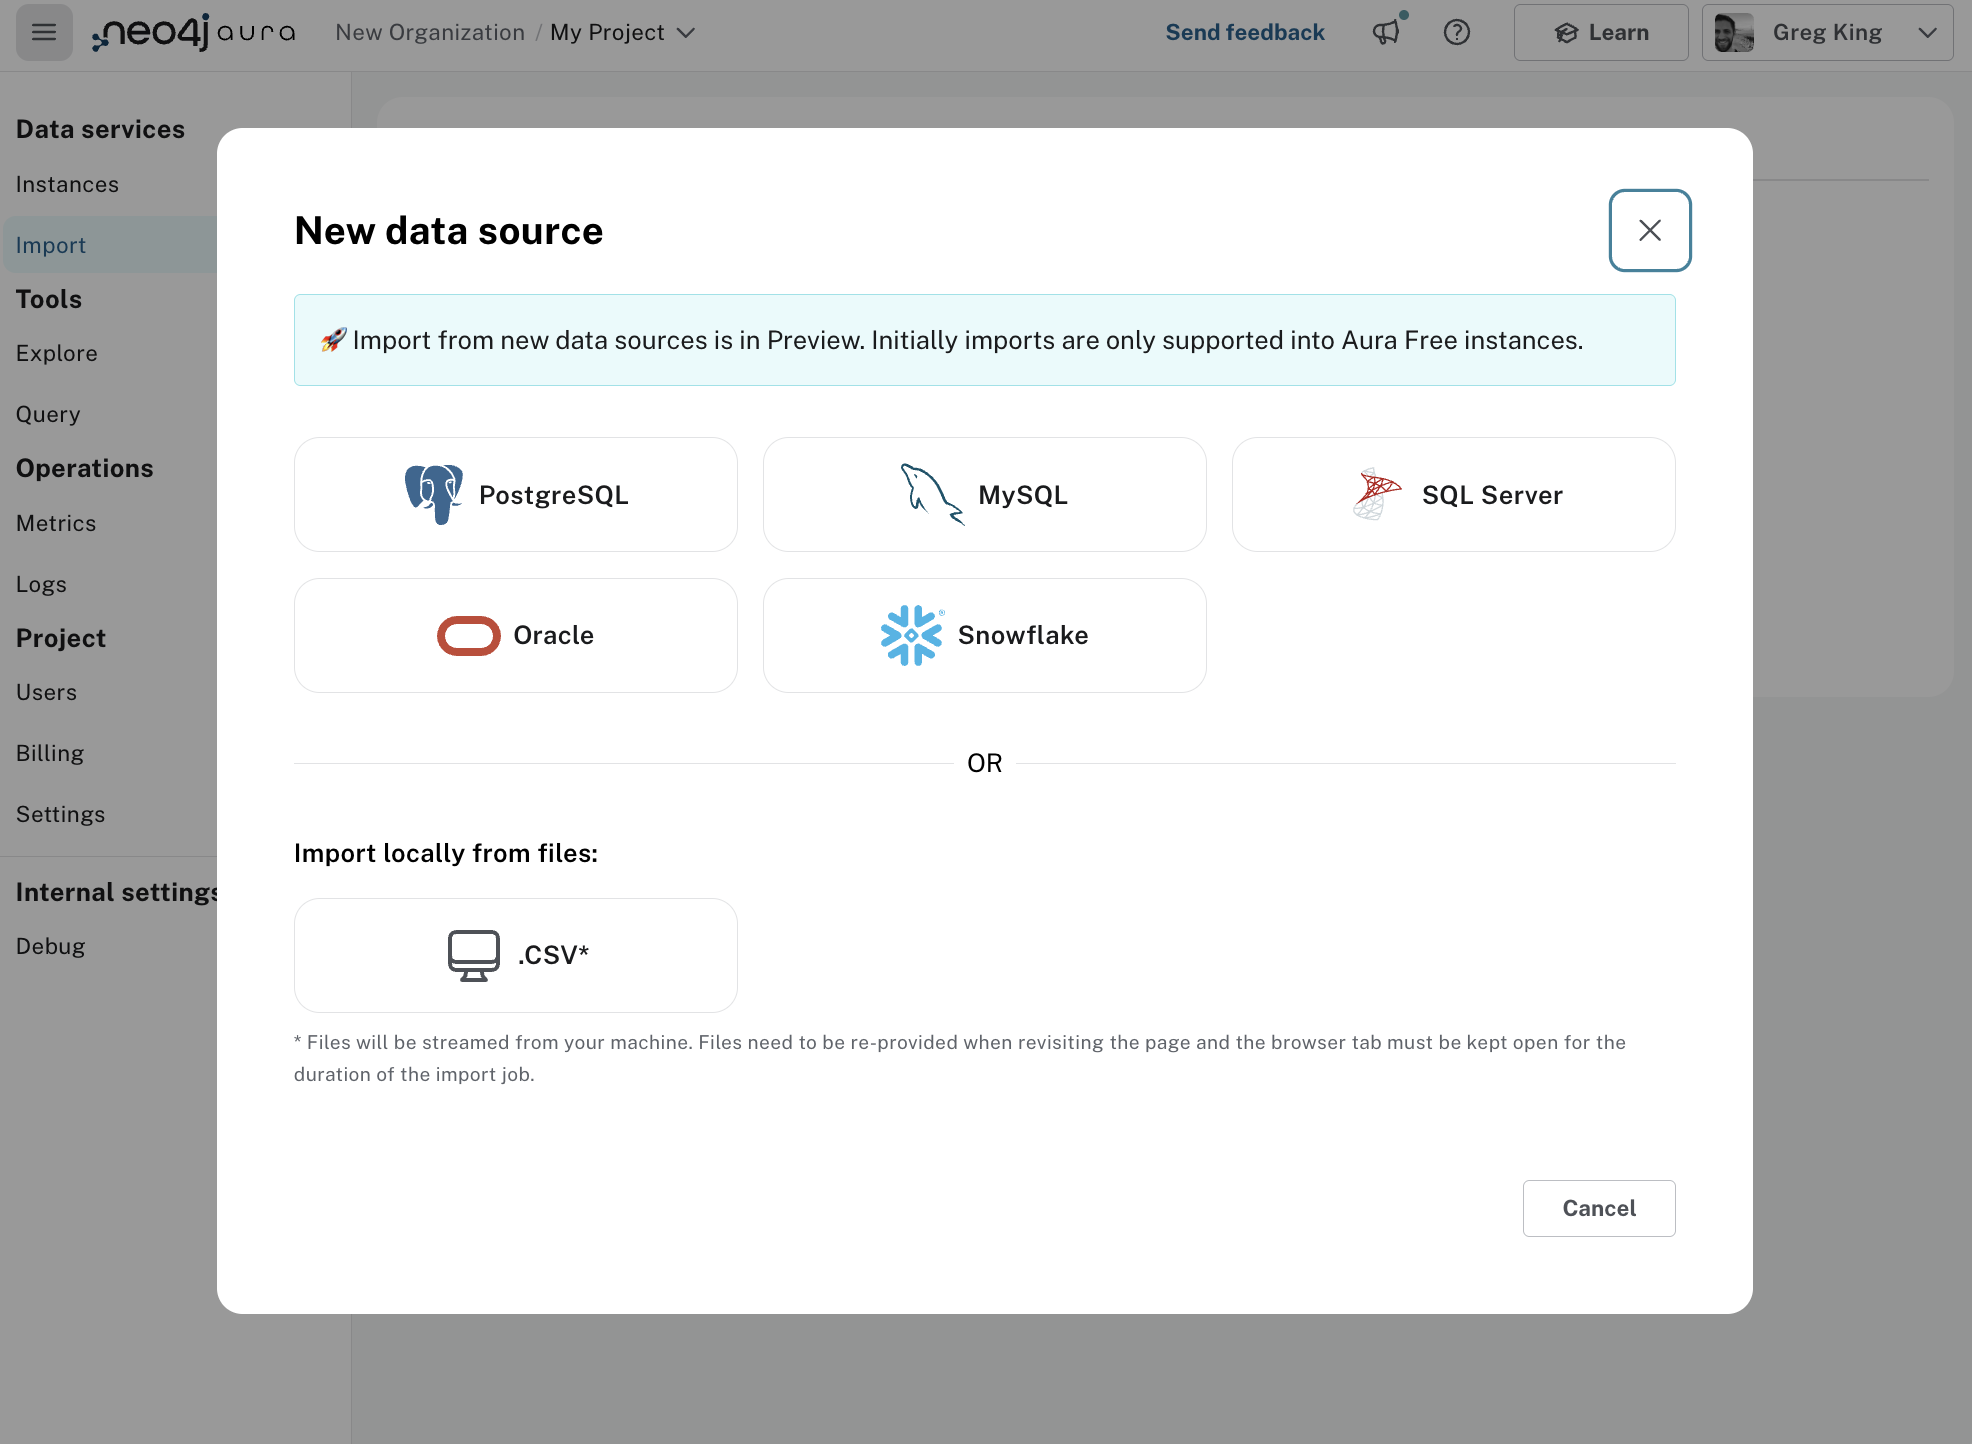 neo4j aura
New Organization / My Project
Send feedback
Learn
Greg King
Data services
Instances
Import
Tools
Explore
Query
Operations
Metrics
Logs
Project
Users
Billing
Settings
Internal settings
Debug
New data source
🚀 Import from new data sources is in Preview. Initially imports are only supported into Aura Free instances.
PostgreSQL
MySQL
SQL Server
Oracle
Snowflake
OR
Import locally from files:
.CSV*
* Files will be streamed from your machine. Files need to be re-provided when revisiting the page and the browser tab must be kept open for the
duration of the import job.
Cancel